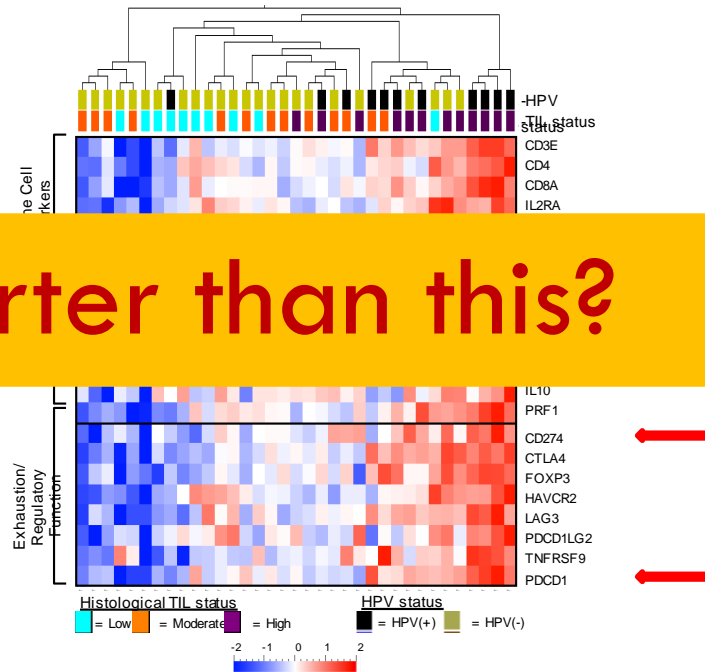 -HPV
-TIL status
status
CD3E
CD4
CD8A
IL2RA
rter than this?
IL10
PRF1
CD274
CTLA4
FOXP3
HAVCR2
LAG3
PDCD1LG2
TNFRSF9
PDCD1
Exhaustion/
Regulatory
Function
Histological TIL status
= Low = Moderate = High
HPV status
= HPV(+) = HPV(-)
-2 -1 0 1 2